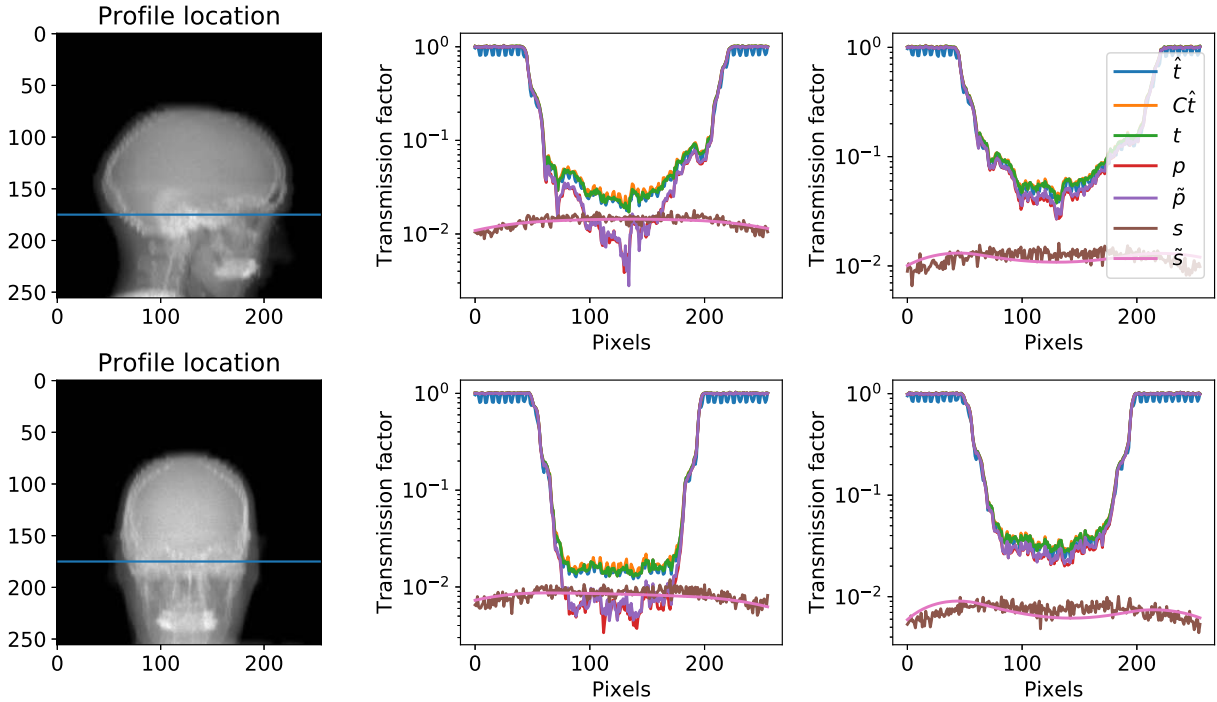 Profile location
0
50
100
150
200
250
0 100 200
Transmission factor
10⁰
10⁻¹
10⁻²
0 100 200
Pixels
Transmission factor
10⁰
10⁻¹
10⁻²
0 100 200
Pixels
t̂
Ct̂
t
p
p̃
s
s̃
Profile location
0
50
100
150
200
250
0 100 200
Transmission factor
10⁰
10⁻¹
10⁻²
0 100 200
Pixels
Transmission factor
10⁰
10⁻¹
10⁻²
0 100 200
Pixels